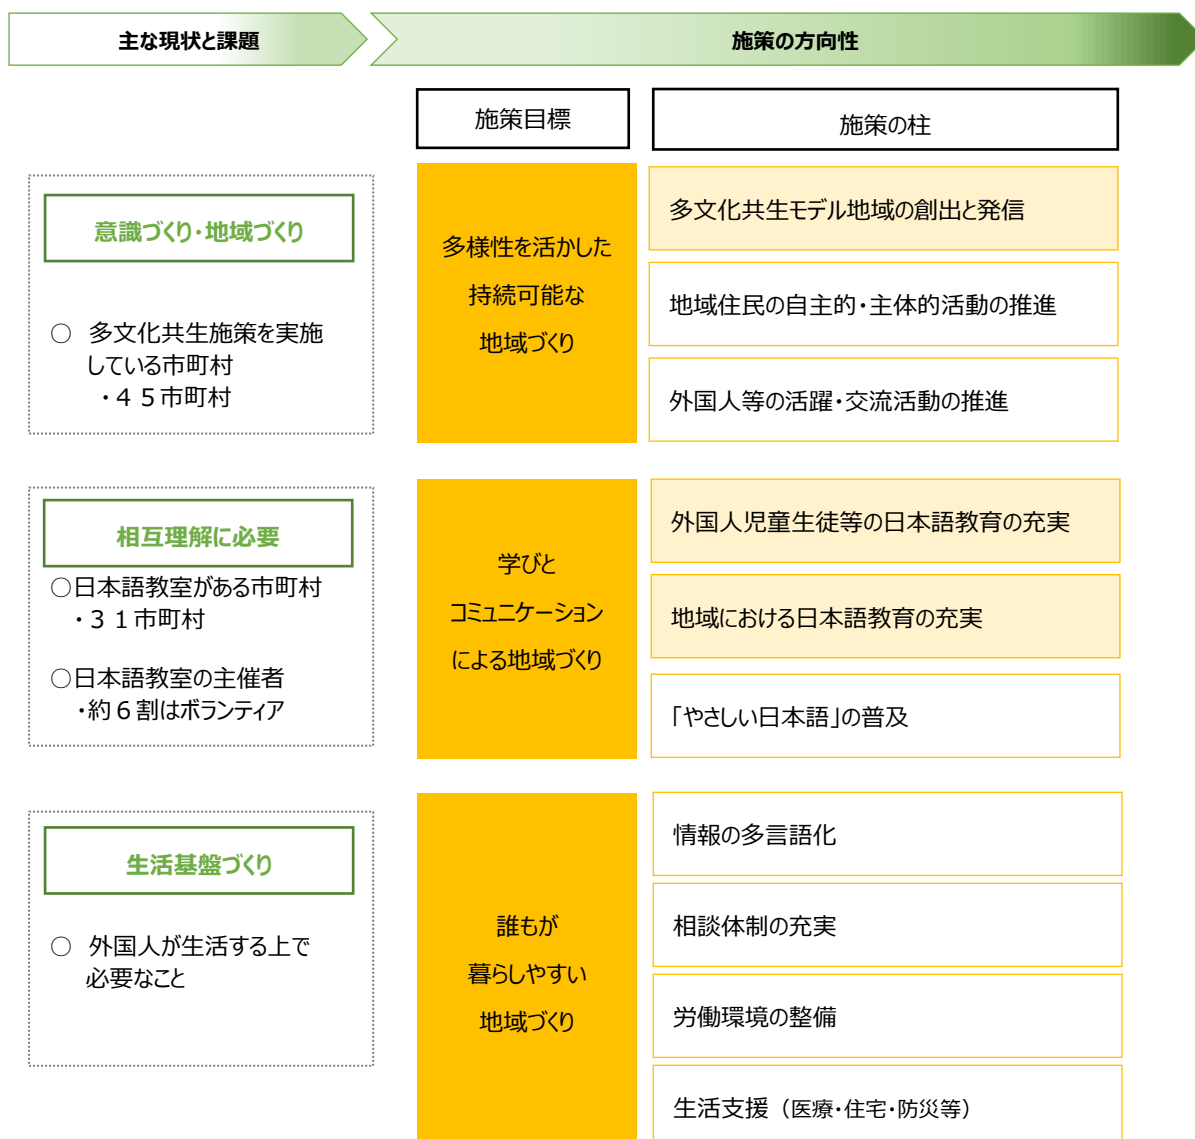 主な現状と課題
施策の方向性
施策目標
施策の柱
意識づくり・地域づくり
○ 多文化共生施策を実施
している市町村
・４５市町村
多様性を活かした
持続可能な
地域づくり
多文化共生モデル地域の創出と発信
地域住民の自主的・主体的活動の推進
外国人等の活躍・交流活動の推進
相互理解に必要
○日本語教室がある市町村
・３１市町村
○日本語教室の主催者
・約６割はボランティア
学びと
コミュニケーション
による地域づくり
外国人児童生徒等の日本語教育の充実
地域における日本語教育の充実
「やさしい日本語」の普及
生活基盤づくり
○ 外国人が生活する上で
必要なこと
誰もが
暮らしやすい
地域づくり
情報の多言語化
相談体制の充実
労働環境の整備
生活支援（医療・住宅・防災等）